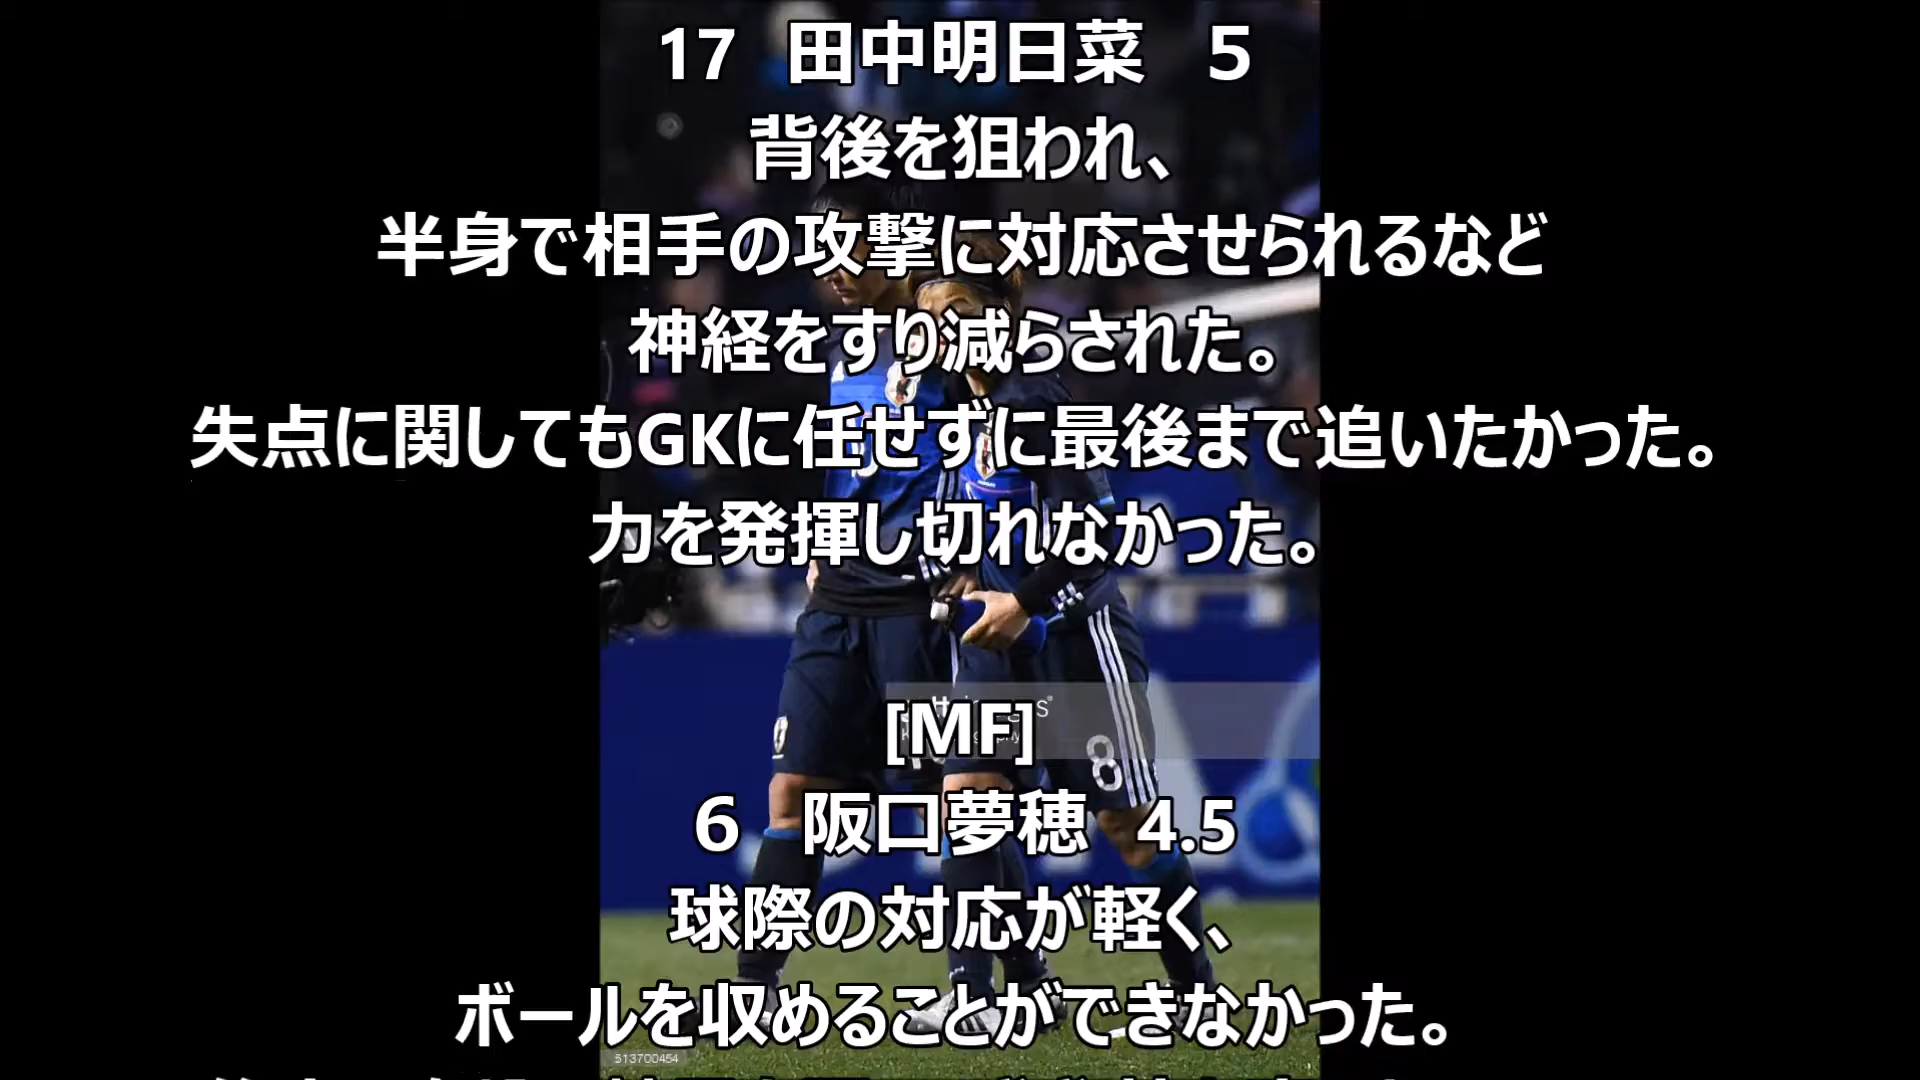 17 田中明日菜 5
背後を狙われ、
半身で相手の攻撃に対応させられるなど
神経をすり減らされた。
失点に関してもGKに任せずに最後まで追いたかった。
力を発揮し切れなかった。
[MF]
8
6 阪口夢穂 4.5
球際の対応が軽く、
ボールを収めることができなかった。
513700454